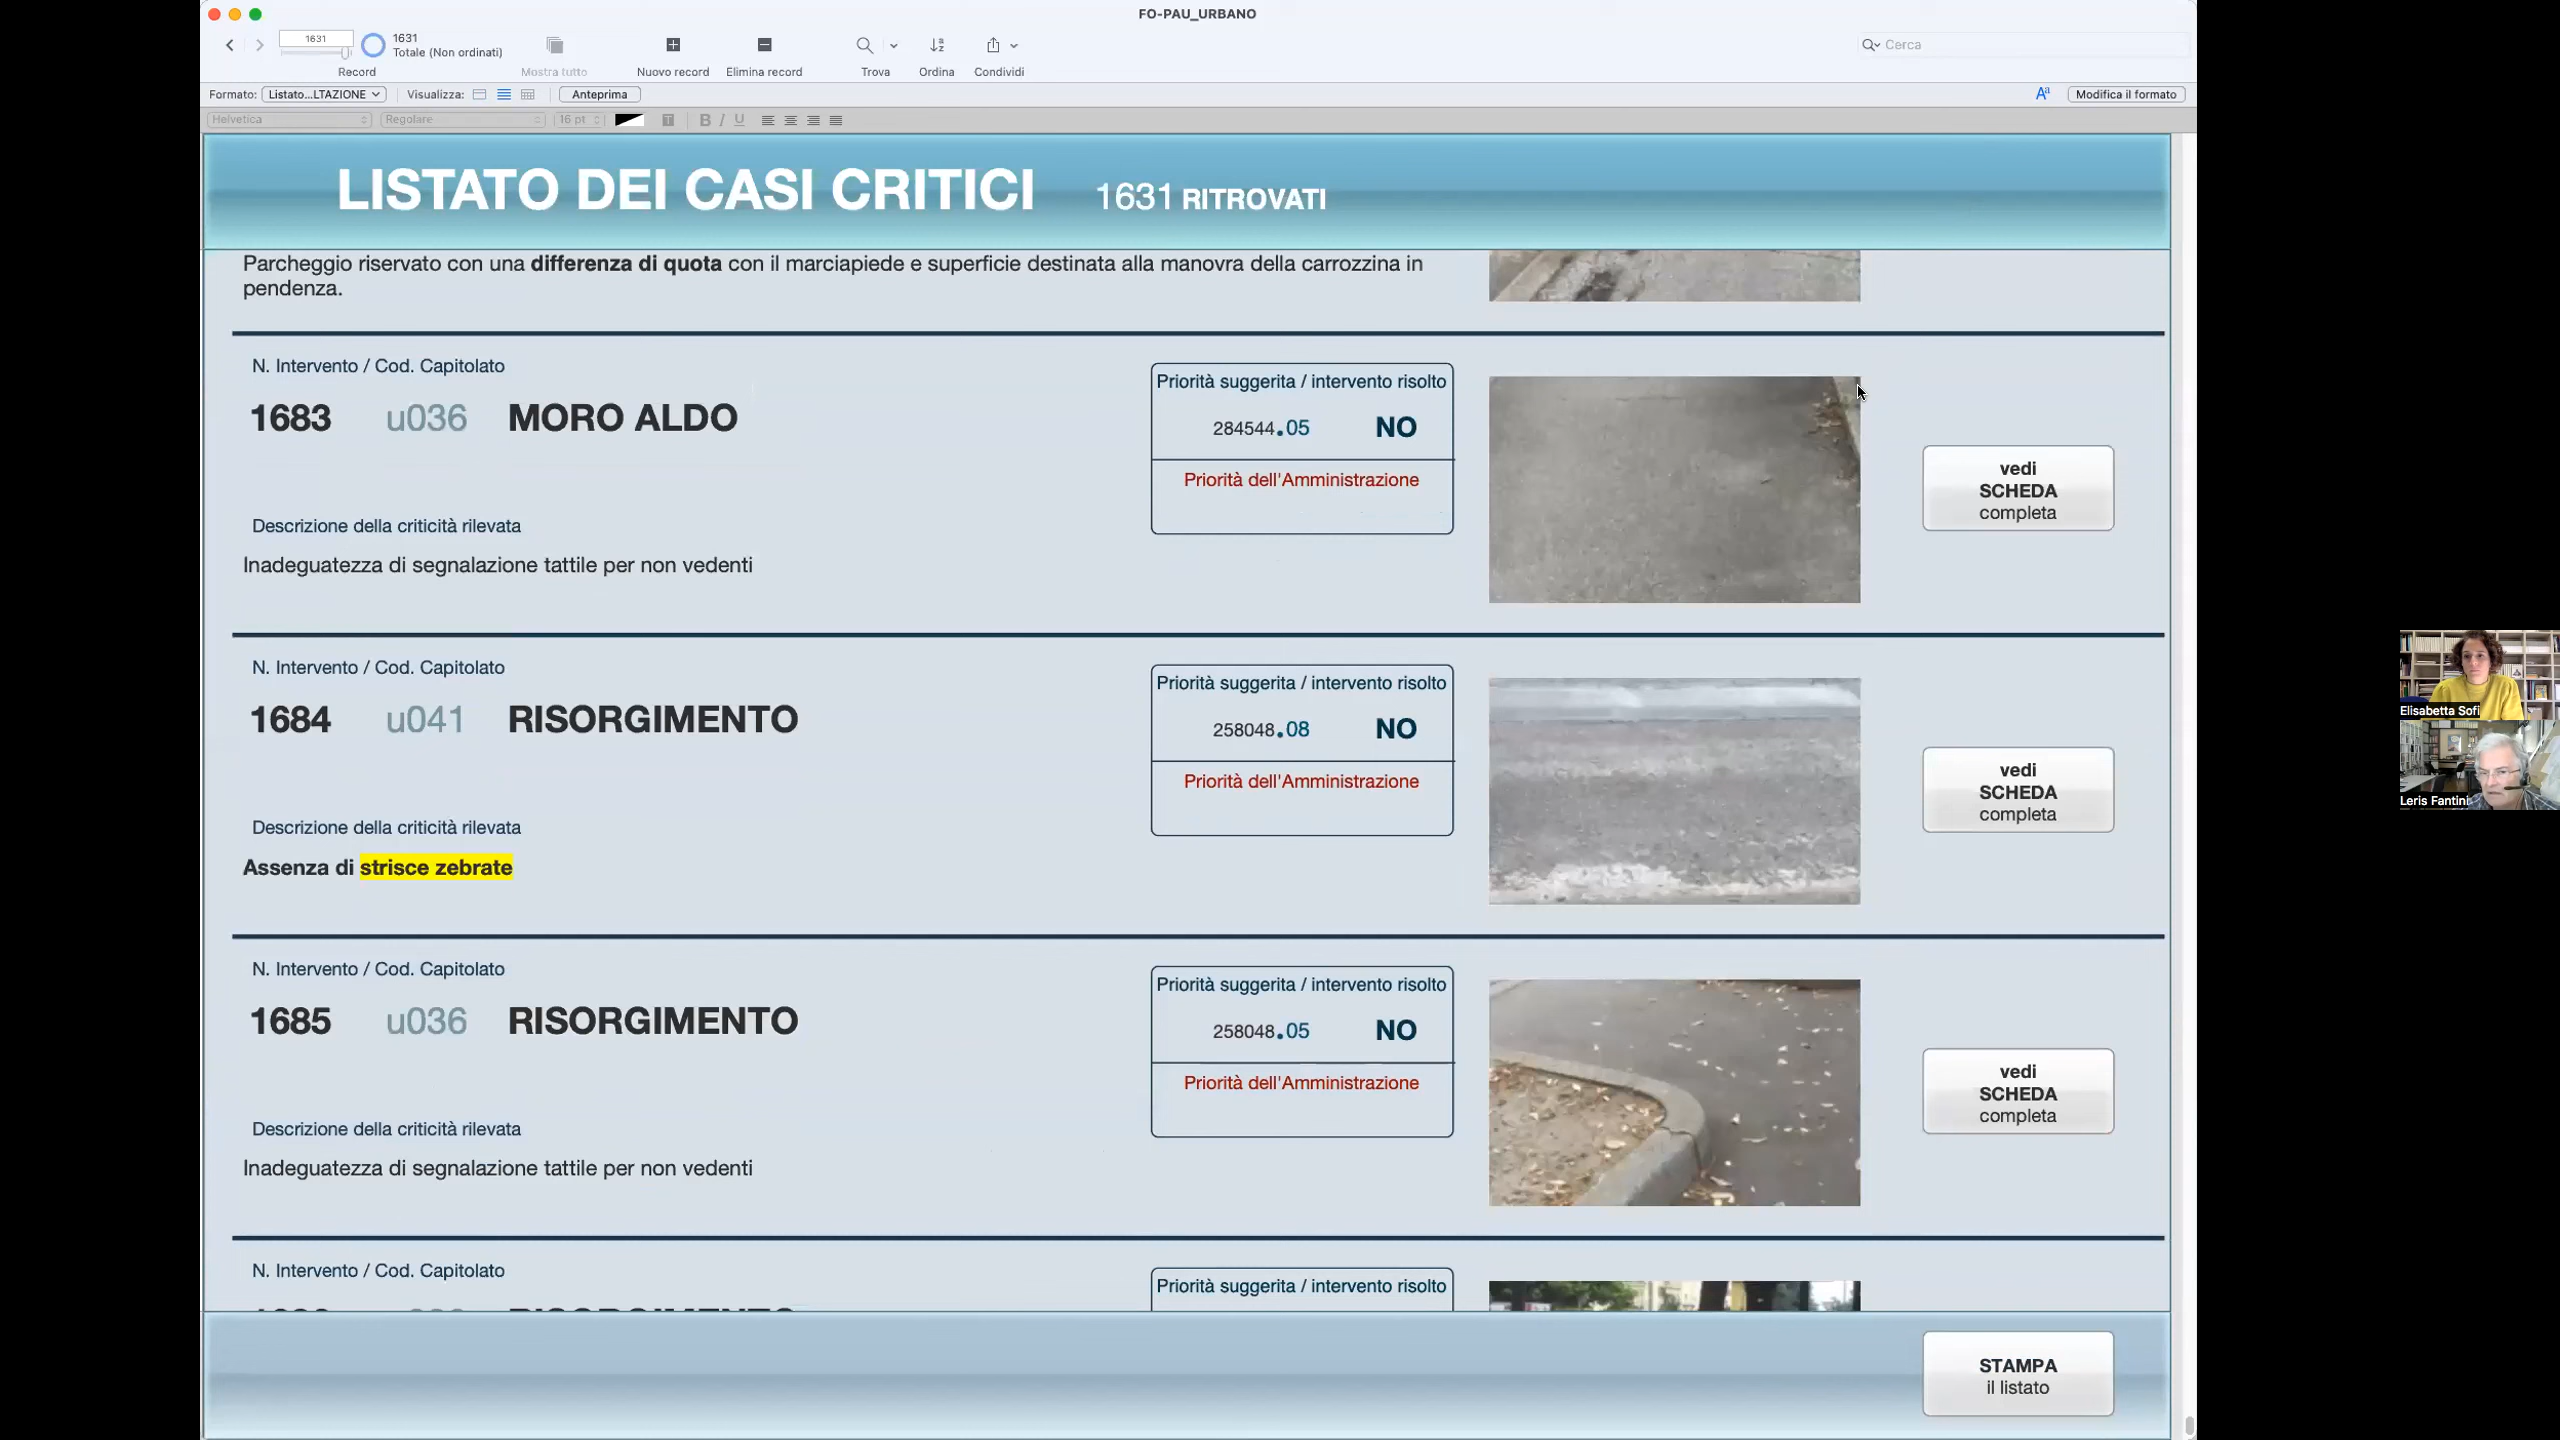 FO-PAU_URBANO
1631
1631
Totale (Non ordinati)
Record
Mostra tutto
Nuovo record
Elimina record
Trova
Ordina
Condividi
Cerca
Formato: Listato...LTAZIONE
Visualizza:
Anteprima
Modifica il formato
Helvetica
Regolare
16 pt
B I U
LISTATO DEI CASI CRITICI 1631 RITROVATI
Parcheggio riservato con una differenza di quota con il marciapiede e superficie destinata alla manovra della carrozzina in
pendenza.
N. Intervento / Cod. Capitolato
1683 u036 MORO ALDO
Priorità suggerita / intervento risolto
284544.05 NO
Priorità dell'Amministrazione
vedi
SCHEDA
completa
Descrizione della criticità rilevata
Inadeguatezza di segnalazione tattile per non vedenti
N. Intervento / Cod. Capitolato
1684 u041 RISORGIMENTO
Priorità suggerita / intervento risolto
258048.08 NO
Priorità dell'Amministrazione
vedi
SCHEDA
completa
Descrizione della criticità rilevata
Assenza di strisce zebrate
N. Intervento / Cod. Capitolato
1685 u036 RISORGIMENTO
Priorità suggerita / intervento risolto
258048.05 NO
Priorità dell'Amministrazione
vedi
SCHEDA
completa
Descrizione della criticità rilevata
Inadeguatezza di segnalazione tattile per non vedenti
N. Intervento / Cod. Capitolato
Priorità suggerita / intervento risolto
RISORGIMENTO
STAMPA
il listato
Elisabetta Sofi
Leris Fantini